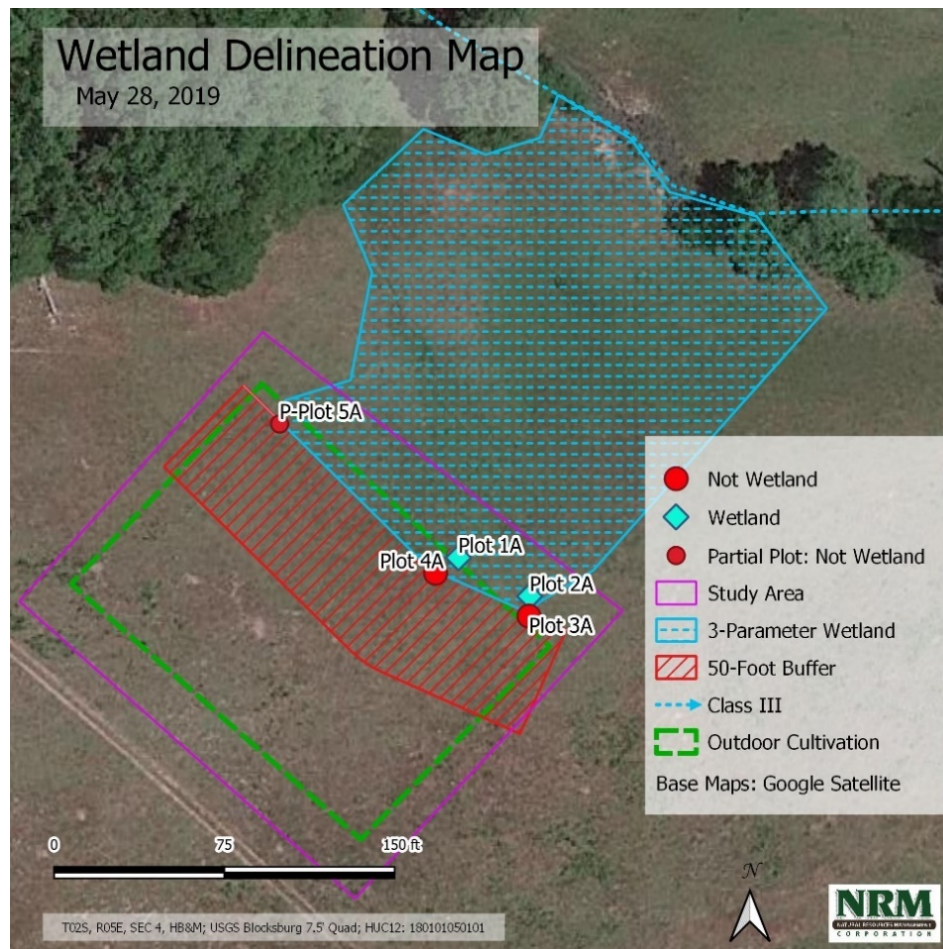 Wetland Delineation Map
May 28, 2019
P-Plot 5A
Plot 1A
Plot 4A
Plot 2A
Plot 3A
Not Wetland
Wetland
Partial Plot: Not Wetland
Study Area
3-Parameter Wetland
50-Foot Buffer
Class III
Outdoor Cultivation
Base Maps: Google Satellite
0 75 150 ft
N
NRM
NATURAL RESOURCES MANAGEMENT
CORPORATION
T02S, R05E, SEC 4, HB&M; USGS Blocksburg 7.5' Quad; HUC12: 180101050101